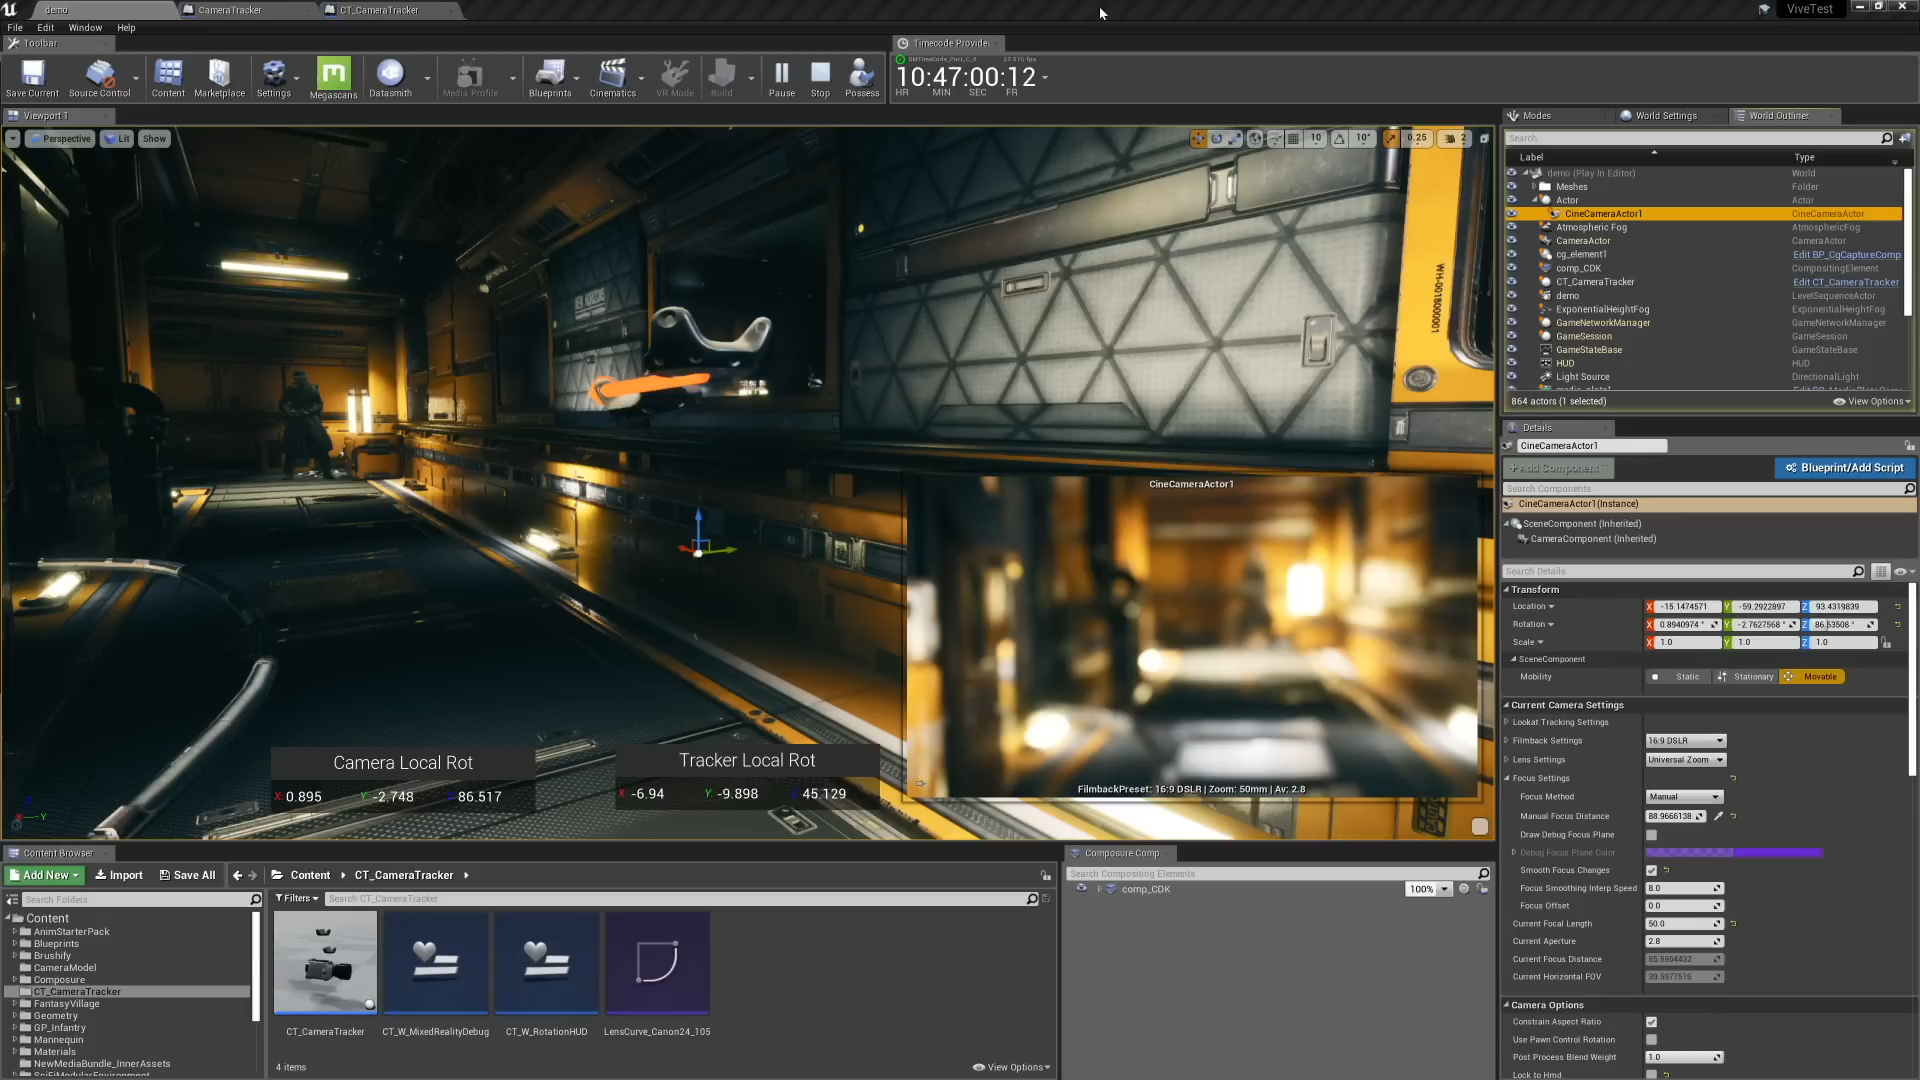 demo CameraTracker CT_CameraTracker ViveTest
File Edit Window Help
Toolbar Timecode Provide
Save Current Source Control Content Marketplace Settings Megascans Datasmith Media Profile Blueprints Cinematics VR Mode Build Pause Stop Possess
10:47:00:12
HR MIN SEC FR
Viewport 1
Perspective Lit Show 10 10° 0.25 2
WH-0018000001
CineCameraActor1
FilmbackPreset: 16:9 DSLR | Zoom: 50mm | Av: 2.8
Camera Local Rot
X: 0.895 Y: -2.748 Z: 86.517
Tracker Local Rot
X: -6.94 Y: -9.898 Z: 45.129
Modes World Settings World Outliner
Search
Label Type
demo (Play In Editor) World
Meshes Folder
Actor Actor
CineCameraActor1 CineCameraActor
Atmospheric Fog AtmosphericFog
CameraActor CameraActor
cg_element1 Edit BP_CgCaptureComp
comp_CDK CompositingElement
CT_CameraTracker Edit CT_CameraTracker
demo LevelSequenceActor
ExponentialHeightFog ExponentialHeightFog
GameNetworkManager GameNetworkManager
GameSession GameSession
GameStateBase GameStateBase
HUD HUD
Light Source DirectionalLight
864 actors (1 selected) View Options
Details
CineCameraActor1
+Add Component Blueprint/Add Script
Search Components
CineCameraActor1(Instance)
SceneComponent (Inherited)
CameraComponent (Inherited)
Search Details
Transform
Location X -15.1474571 Y -59.2922897 Z 93.4319839
Rotation X 0.8940974 ° Y -2.7627568 ° Z 86.53508 °
Scale X 1.0 Y 1.0 Z 1.0
SceneComponent
Mobility Static Stationary Movable
Current Camera Settings
Lookat Tracking Settings
Filmback Settings 16:9 DSLR
Lens Settings Universal Zoom
Focus Settings
Focus Method Manual
Manual Focus Distance 88.9666138
Draw Debug Focus Plane
Debug Focus Plane Color
Smooth Focus Changes
Focus Smoothing Interp Speed 8.0
Focus Offset 0.0
Current Focal Length 50.0
Current Aperture 2.8
Current Focus Distance 85.5964432
Current Horizontal FOV 39.5977516
Camera Options
Constrain Aspect Ratio
Use Pawn Control Rotation
Post Process Blend Weight 1.0
Lock to Hmd
Content Browser
Add New Import Save All Content CT_CameraTracker
Search Folders Filters Search CT_CameraTracker
Content
AnimStarterPack
Blueprints
Brushify
CameraModel
Composure
CT_CameraTracker
FantasyVillage
Geometry
GP_Infantry
Mannequin
Materials
NewMediaBundle_InnerAssets
SciFiModularEnvironment
CT_CameraTracker CT_W_MixedRealityDebug CT_W_RotationHUD LensCurve_Canon24_105
4 items View Options
Composure Comp
Search Compositing Elements
comp_CDK 100%